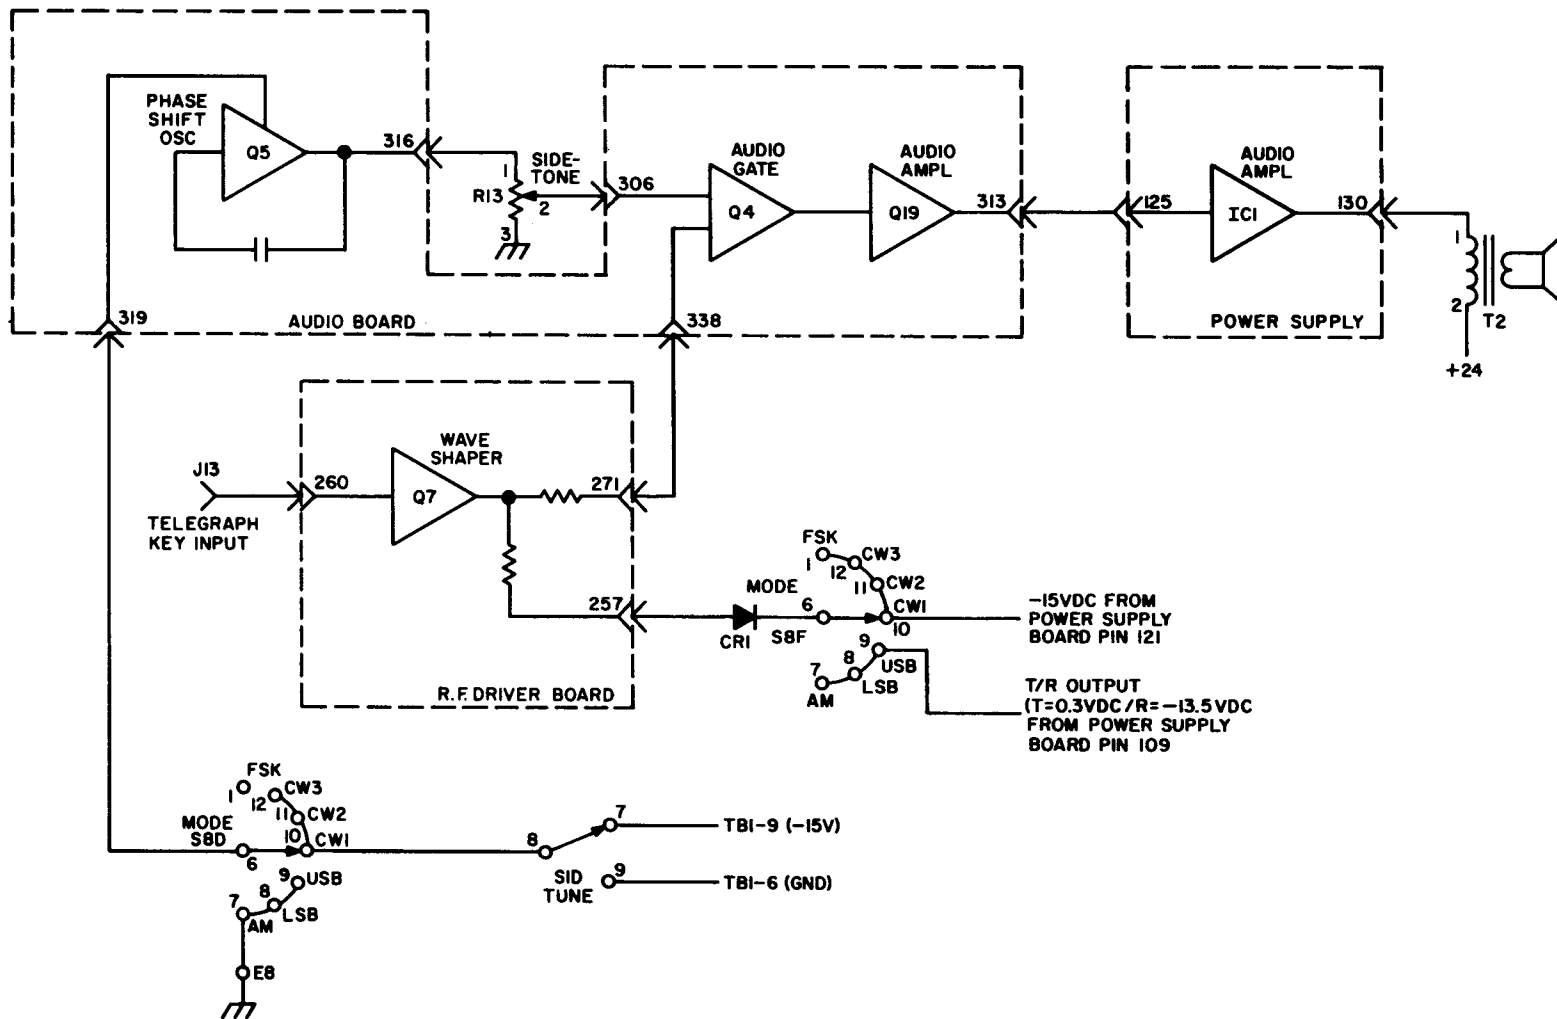 PHASE
SHIFT
OSC
Q5
316
1
SIDE-
TONE
R13
2
3
306
AUDIO
GATE
Q4
AUDIO
AMPL
Q19
313
125
AUDIO
AMPL
IC1
130
1
2
T2
+24
319
AUDIO BOARD
338
POWER SUPPLY
J13
TELEGRAPH
KEY INPUT
260
WAVE
SHAPER
Q7
271
257
R.F. DRIVER BOARD
CR1
MODE
6
S8F
FSK
1
12
CW3
11
CW2
CW1
10
9
USB
8
LSB
7
AM
-15VDC FROM
POWER SUPPLY
BOARD PIN 121
T/R OUTPUT
(T=0.3VDC/R=-13.5VDC
FROM POWER SUPPLY
BOARD PIN 109
FSK
1
12
CW3
11
CW2
MODE
S8D
10
CW1
6
9
USB
8
LSB
7
AM
E8
8
7
TB1-9 (-15V)
SID
TUNE
9
TB1-6 (GND)